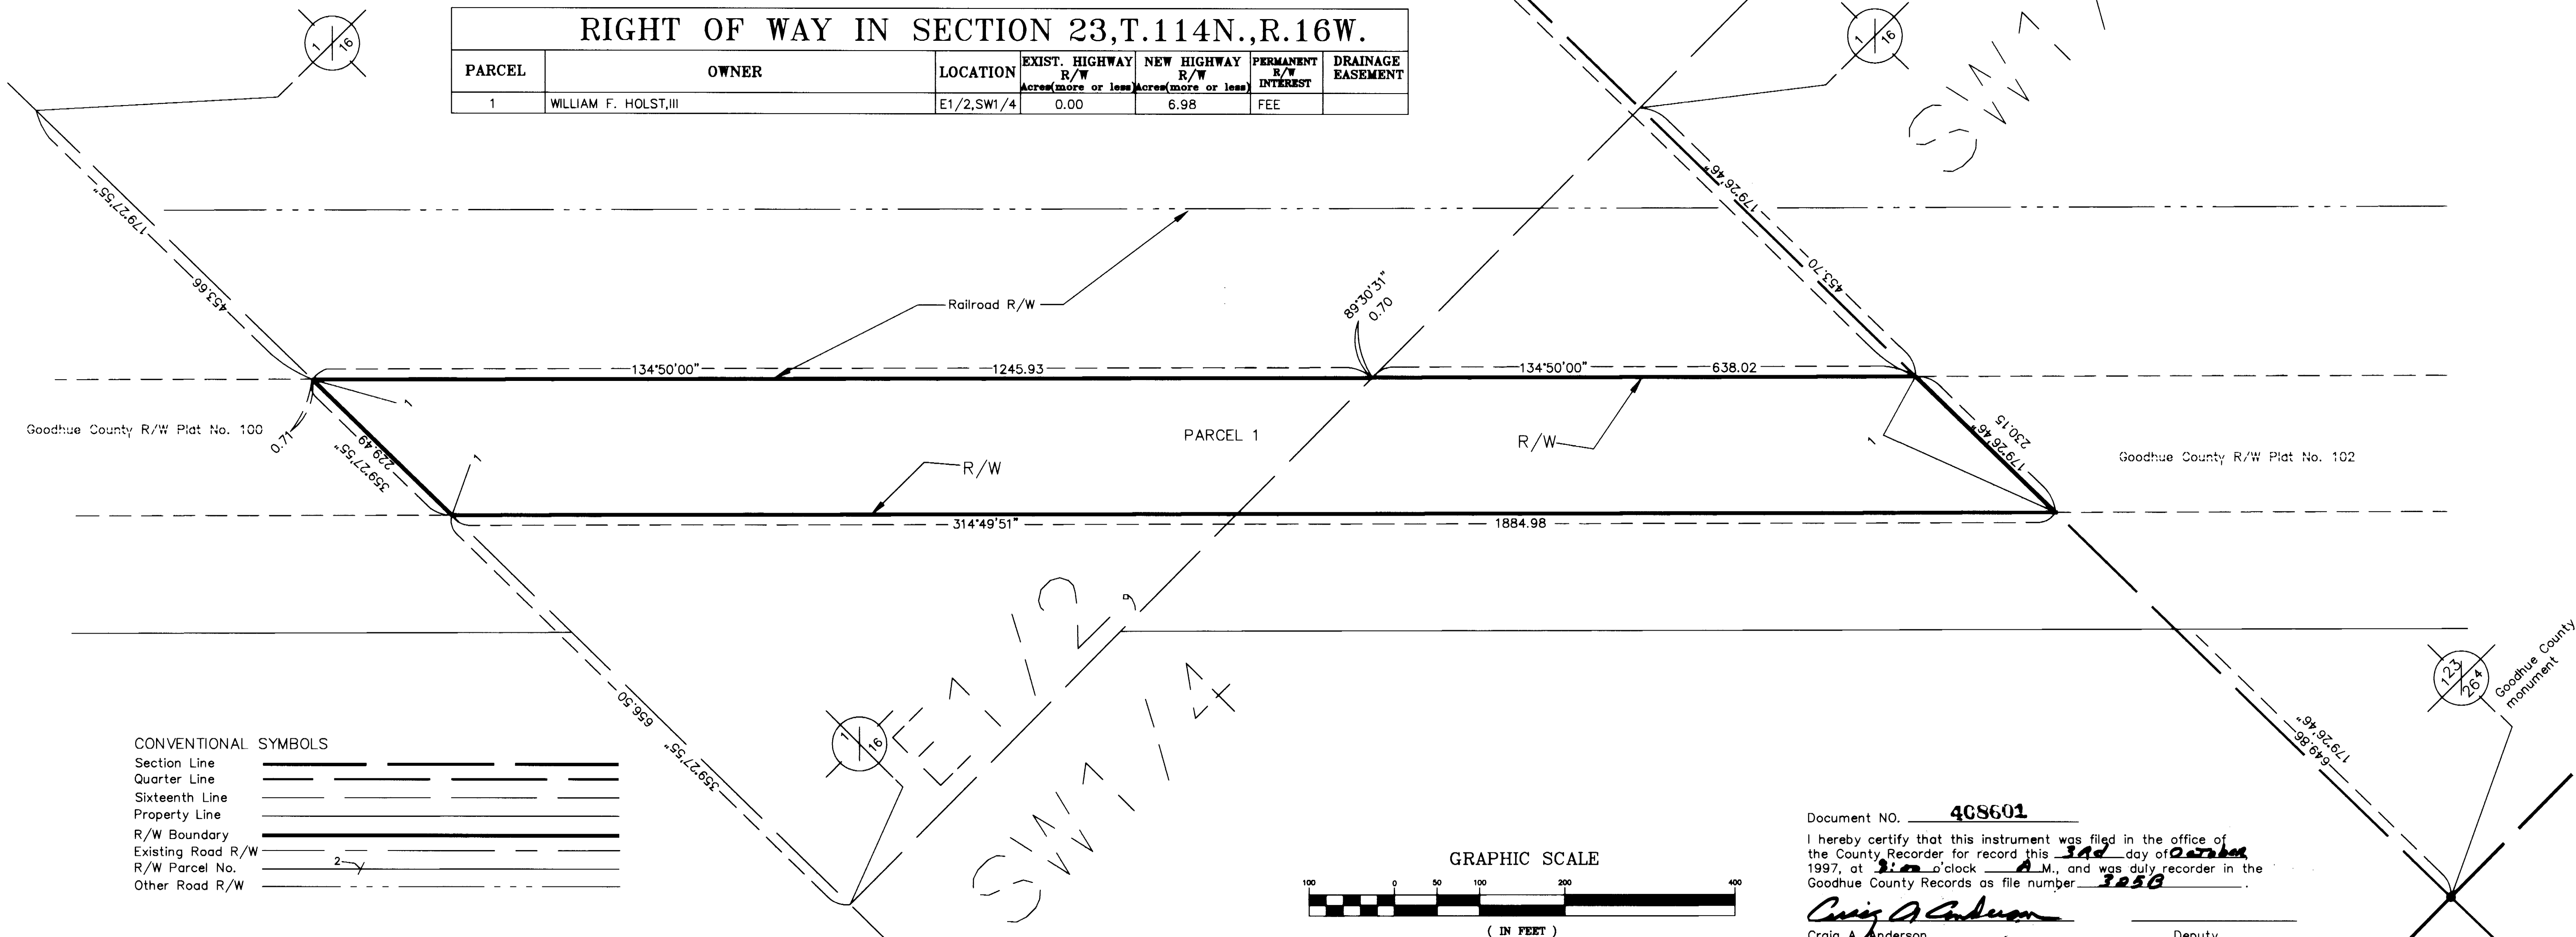 RIGHT OF WAY IN SECTION 23,T.114N.,R.16W.
PARCEL
OWNER
LOCATION
EXIST. HIGHWAY
R/W
Acres(more or less)
NEW HIGHWAY
R/W
Acres(more or less)
PERMANENT
R/W
INTEREST
DRAINAGE
EASEMENT
1
WILLIAM F. HOLST,III
E1/2,SW1/4
0.00
6.98
FEE
1 16
1 16
SW1/
179°27'55"
453.66
179°26'46"
453.70
Railroad R/W
89°30'31"
0.70
134°50'00"
1245.93
134°50'00"
638.02
1
Goodhue County R/W Plat No. 100
0.71
229.49
359°27'55"
1
PARCEL 1
R/W
R/W
1
230.15
179°26'46"
Goodhue County R/W Plat No. 102
314°49'51"
1884.98
E1/2,
SW1/4
656.50
359°27'55"
1 16
123 264
Goodhue County
monument
179°26'46"
649.86
CONVENTIONAL SYMBOLS
Section Line
Quarter Line
Sixteenth Line
Property Line
R/W Boundary
Existing Road R/W
R/W Parcel No.
2
Other Road R/W
GRAPHIC SCALE
100 0 50 100 200 400
( IN FEET )
Document NO. 408601
I hereby certify that this instrument was filed in the office of
the County Recorder for record this 3rd day of October
1997, at 8:00 o'clock A M., and was duly recorder in the
Goodhue County Records as file number 325B.
Craig A Anderson
Craig A. Anderson
Deputy